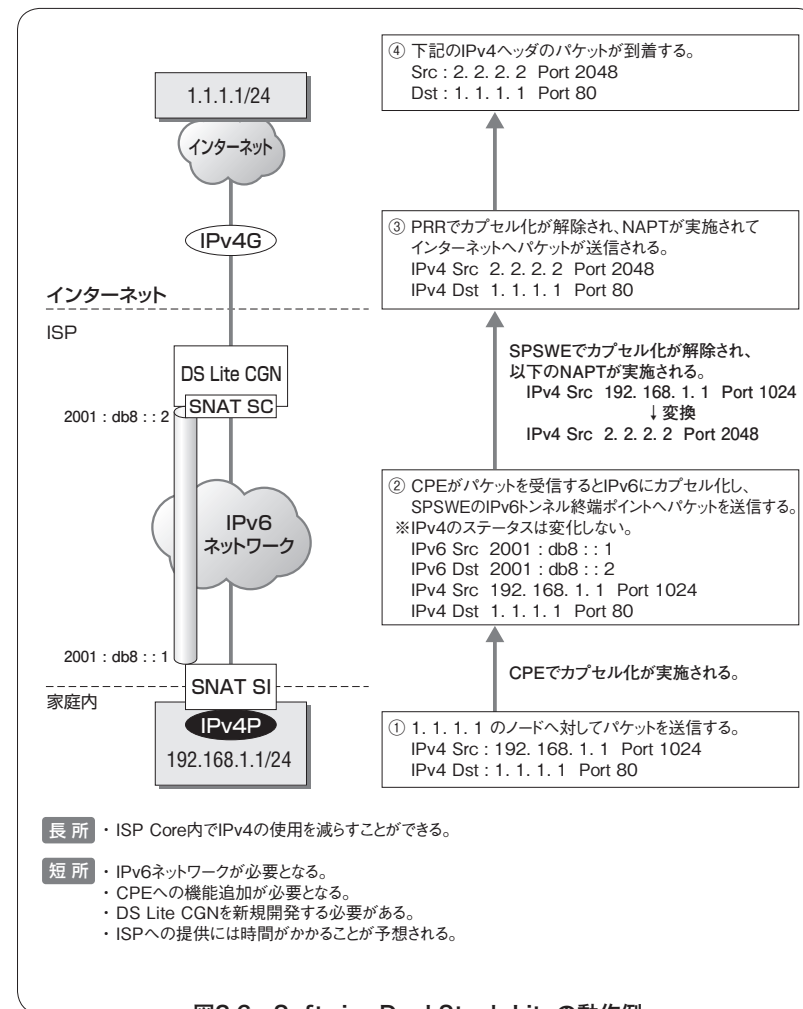 1.1.1.1/24
インターネット
IPv4G
インターネット
ISP
DS Lite CGN
SNAT SC
2001 : db8 : : 2
IPv6
ネットワーク
2001 : db8 : : 1
SNAT SI
家庭内
IPv4P
192.168.1.1/24
④ 下記のIPv4ヘッダのパケットが到着する。
Src : 2. 2. 2. 2 Port 2048
Dst : 1. 1. 1. 1 Port 80
③ PRRでカプセル化が解除され、NAPTが実施されて
インターネットへパケットが送信される。
IPv4 Src 2. 2. 2. 2 Port 2048
IPv4 Dst 1. 1. 1. 1 Port 80
SPSWEでカプセル化が解除され、
以下のNAPTが実施される。
IPv4 Src 192. 168. 1. 1 Port 1024
↓変換
IPv4 Src 2. 2. 2. 2 Port 2048
② CPEがパケットを受信するとIPv6にカプセル化し、
SPSWEのIPv6トンネル終端ポイントへパケットを送信する。
※IPv4のステータスは変化しない。
IPv6 Src 2001 : db8 : : 1
IPv6 Dst 2001 : db8 : : 2
IPv4 Src 192. 168. 1. 1 Port 1024
IPv4 Dst 1. 1. 1. 1 Port 80
CPEでカプセル化が実施される。
① 1. 1. 1. 1 のノードへ対してパケットを送信する。
IPv4 Src : 192. 168. 1. 1 Port 1024
IPv4 Dst : 1. 1. 1. 1 Port 80
長所 ・ ISP Core内でIPv4の使用を減らすことができる。
短所 ・ IPv6ネットワークが必要となる。
・ CPEへの機能追加が必要となる。
・ DS Lite CGNを新規開発する必要がある。
・ ISPへの提供には時間がかかることが予想される。